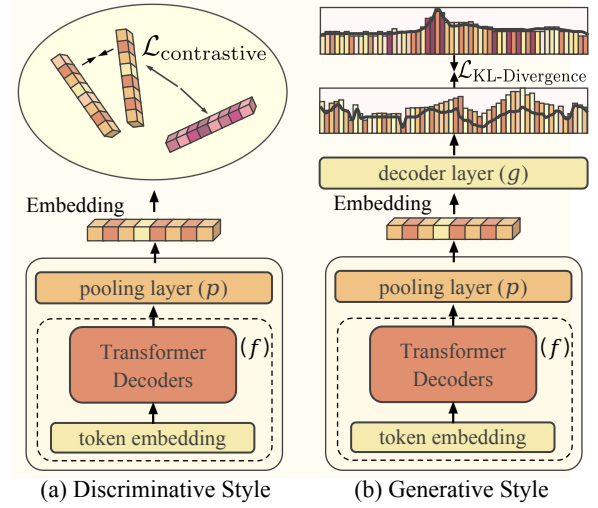 ℒcontrastive
Embedding
pooling layer (p)
(f)
Transformer
Decoders
token embedding
(a) Discriminative Style
ℒKL-Divergence
decoder layer (g)
Embedding
pooling layer (p)
(f)
Transformer
Decoders
token embedding
(b) Generative Style